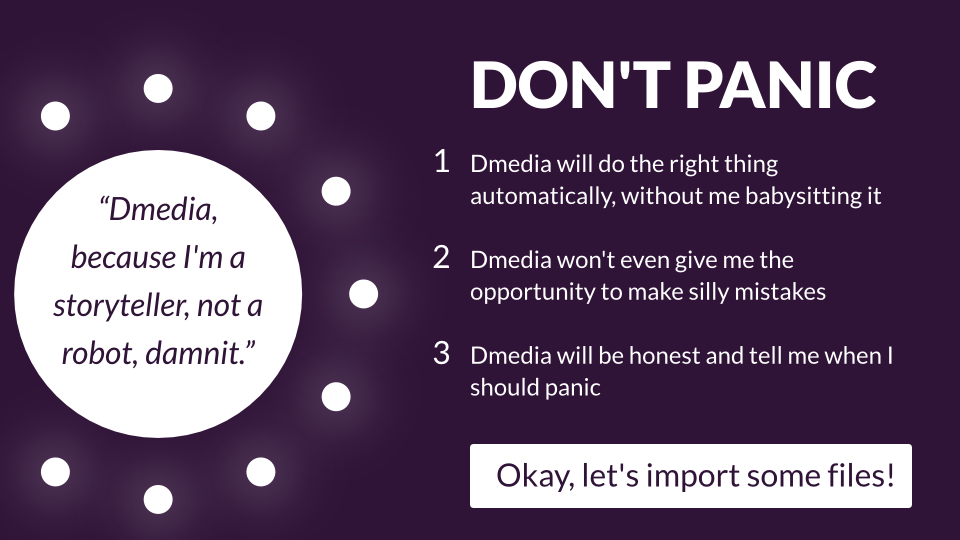 “Dmedia,
because I'm a
storyteller, not a
robot, damnit.”
DON'T PANIC
1 Dmedia will do the right thing
automatically, without me babysitting it
2 Dmedia won't even give me the
opportunity to make silly mistakes
3 Dmedia will be honest and tell me when I
should panic
Okay, let's import some files!